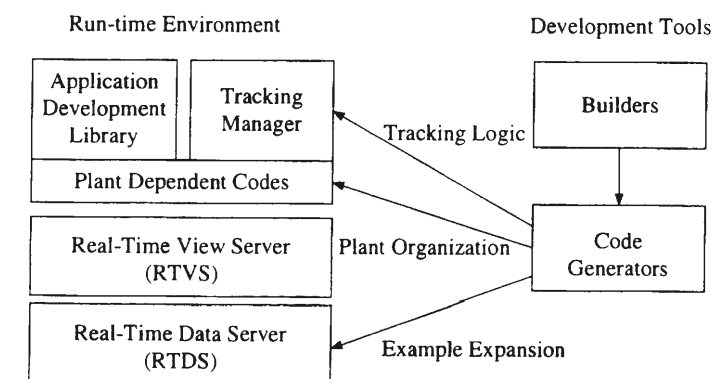 Run-time Environment
Development Tools
Application
Development
Library
Tracking
Manager
Builders
Tracking Logic
Plant Dependent Codes
Real-Time View Server
(RTVS)
Plant Organization
Code
Generators
Real-Time Data Server
(RTDS)
Example Expansion